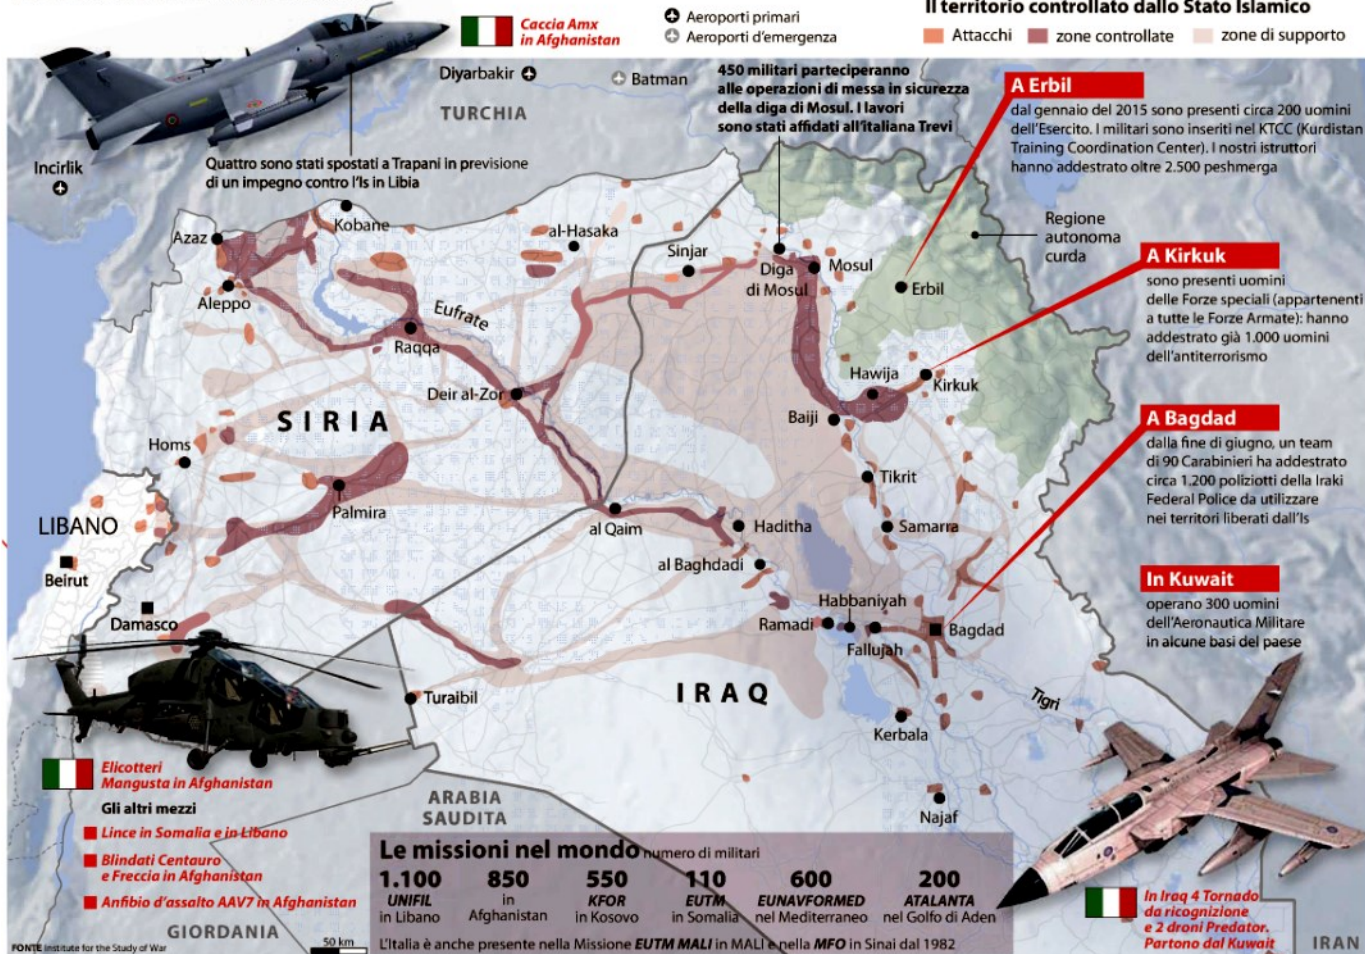 Caccia Amx
in Afghanistan
Aeroporti primari
Aeroporti d'emergenza
Il territorio controllato dallo Stato Islamico
Attacchi
zone controllate
zone di supporto
Diyarbakir
Batman
TURCHIA
Incirlik
Quattro sono stati spostati a Trapani in previsione
di un impegno contro l'Is in Libia
450 militari parteciperanno
alle operazioni di messa in sicurezza
della diga di Mosul. I lavori
sono stati affidati all'italiana Trevi
A Erbil
dal gennaio del 2015 sono presenti circa 200 uomini
dell'Esercito. I militari sono inseriti nel KTCC (Kurdistan
Training Coordination Center). I nostri istruttori
hanno addestrato oltre 2.500 peshmerga
Regione
autonoma
curda
A Kirkuk
sono presenti uomini
delle Forze speciali (appartenenti
a tutte le Forze Armate): hanno
addestrato già 1.000 uomini
dell'antiterrorismo
A Bagdad
dalla fine di giugno, un team
di 90 Carabinieri ha addestrato
circa 1.200 poliziotti della Iraki
Federal Police da utilizzare
nei territori liberati dall'Is
In Kuwait
operano 300 uomini
dell'Aeronautica Militare
in alcune basi del paese
Azaz
Kobane
al-Hasaka
Sinjar
Diga
di Mosul
Mosul
Erbil
Aleppo
Eufrate
Raqqa
Deir al-Zor
Hawija
Kirkuk
Baiji
SIRIA
Homs
Palmira
Tikrit
al Qaim
Haditha
Samarra
al Baghdadi
LIBANO
Beirut
Damasco
Habbaniyah
Ramadi
Fallujah
Bagdad
Turaibil
IRAQ
Tigri
Kerbala
Najaf
ARABIA
SAUDITA
Elicotteri
Mangusta in Afghanistan
Gli altri mezzi
Lince in Somalia e in Libano
Blindati Centauro
e Freccia in Afghanistan
Anfibio d'assalto AAV7 in Afghanistan
GIORDANIA
FONTE Institute for the Study of War
50 km
Le missioni nel mondo numero di militari
1.100 850 550 110 600 200
UNIFIL in KFOR EUTM EUNAVFORMED ATALANTA
in Libano Afghanistan in Kosovo in Somalia nel Mediterraneo nel Golfo di Aden
L'Italia è anche presente nella Missione EUTM MALI in MALI e nella MFO in Sinai dal 1982
In Iraq 4 Tornado
da ricognizione
e 2 droni Predator.
Partono dal Kuwait
IRAN